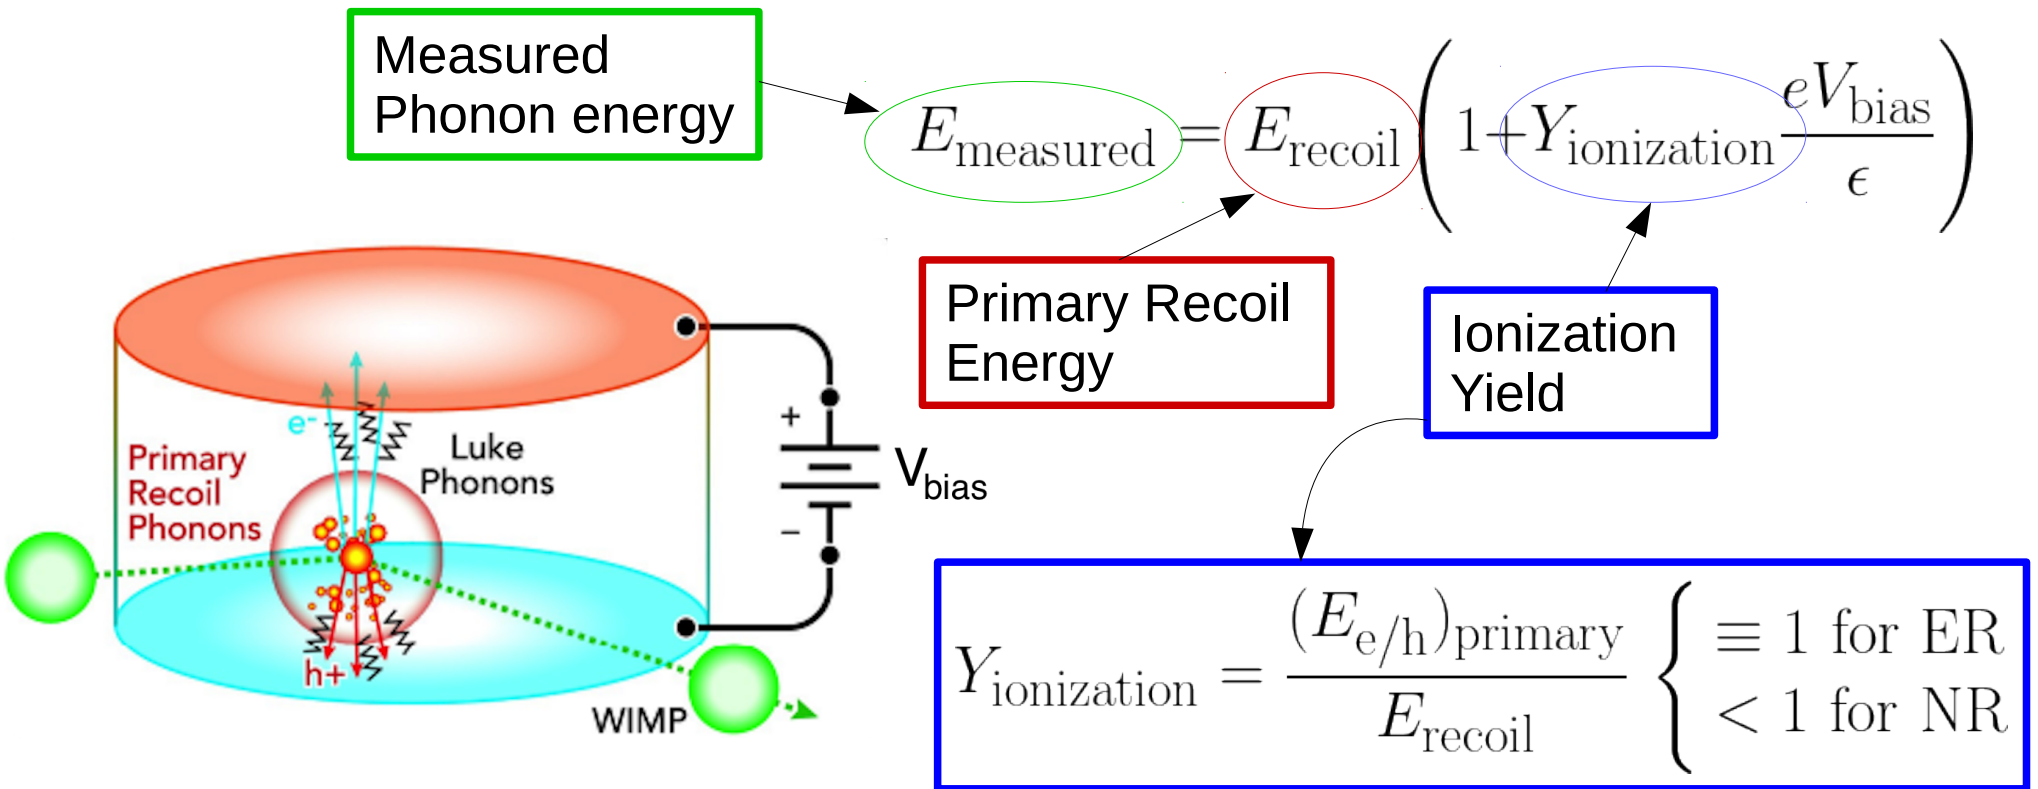 Measured
Phonon energy
E_measured = E_recoil ( 1+Y_ionization eV_bias / ϵ )
Primary Recoil
Energy
Ionization
Yield
e-
Luke
Phonons
Primary
Recoil
Phonons
+
V_bias
−
h+
WIMP
Y_ionization = (E_e/h)_primary / E_recoil { ≡ 1 for ER
< 1 for NR